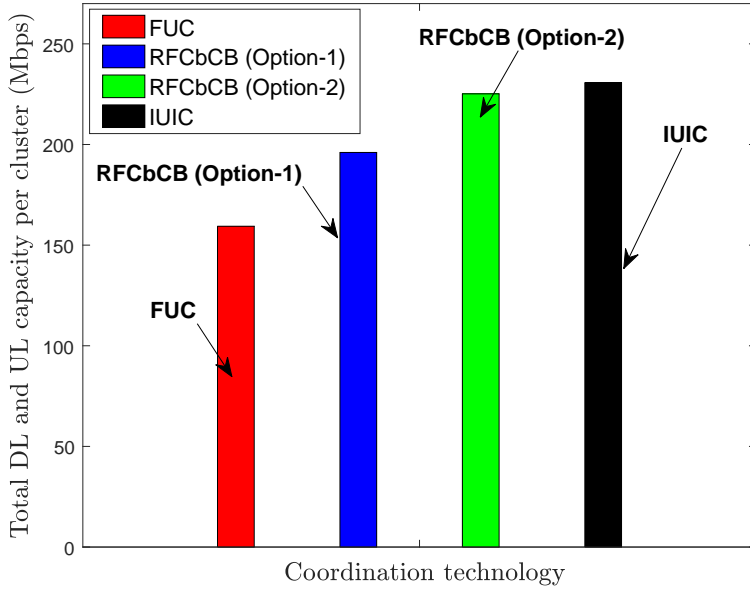 FUC
RFCbCB (Option-1)
RFCbCB (Option-2)
IUIC
RFCbCB (Option-2)
IUIC
RFCbCB (Option-1)
FUC
250
200
150
100
50
0
Total DL and UL capacity per cluster (Mbps)
Coordination technology